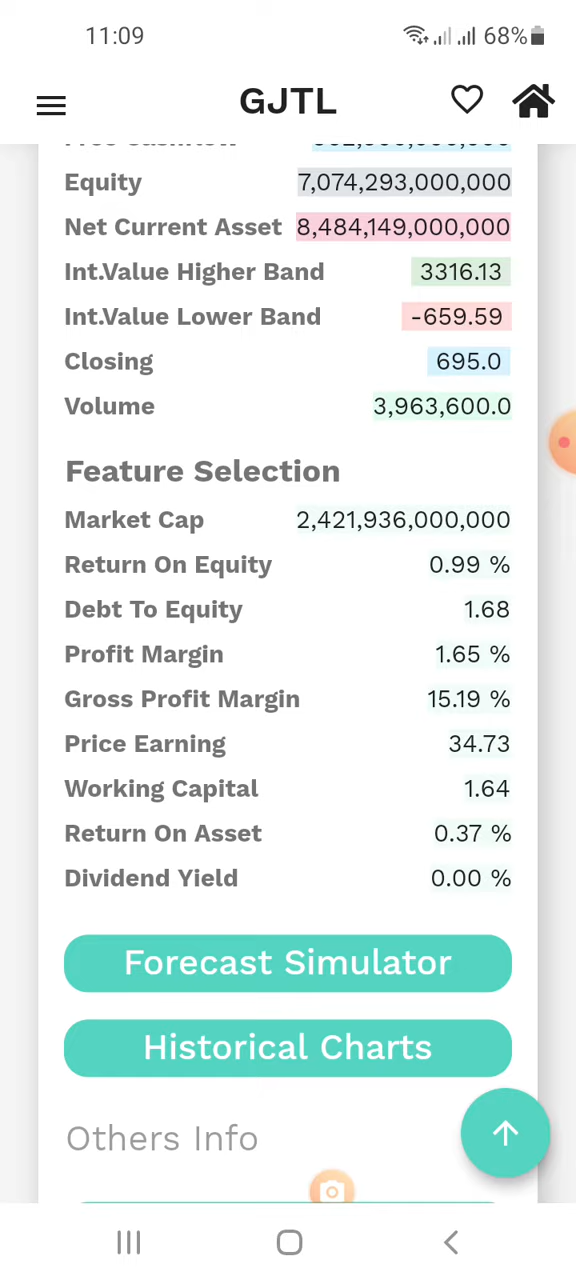 11:09 68%
GJTL
Equity 7,074,293,000,000
Net Current Asset 8,484,149,000,000
Int.Value Higher Band 3316.13
Int.Value Lower Band -659.59
Closing 695.0
Volume 3,963,600.0
Feature Selection
Market Cap 2,421,936,000,000
Return On Equity 0.99 %
Debt To Equity 1.68
Profit Margin 1.65 %
Gross Profit Margin 15.19 %
Price Earning 34.73
Working Capital 1.64
Return On Asset 0.37 %
Dividend Yield 0.00 %
Forecast Simulator
Historical Charts
Others Info